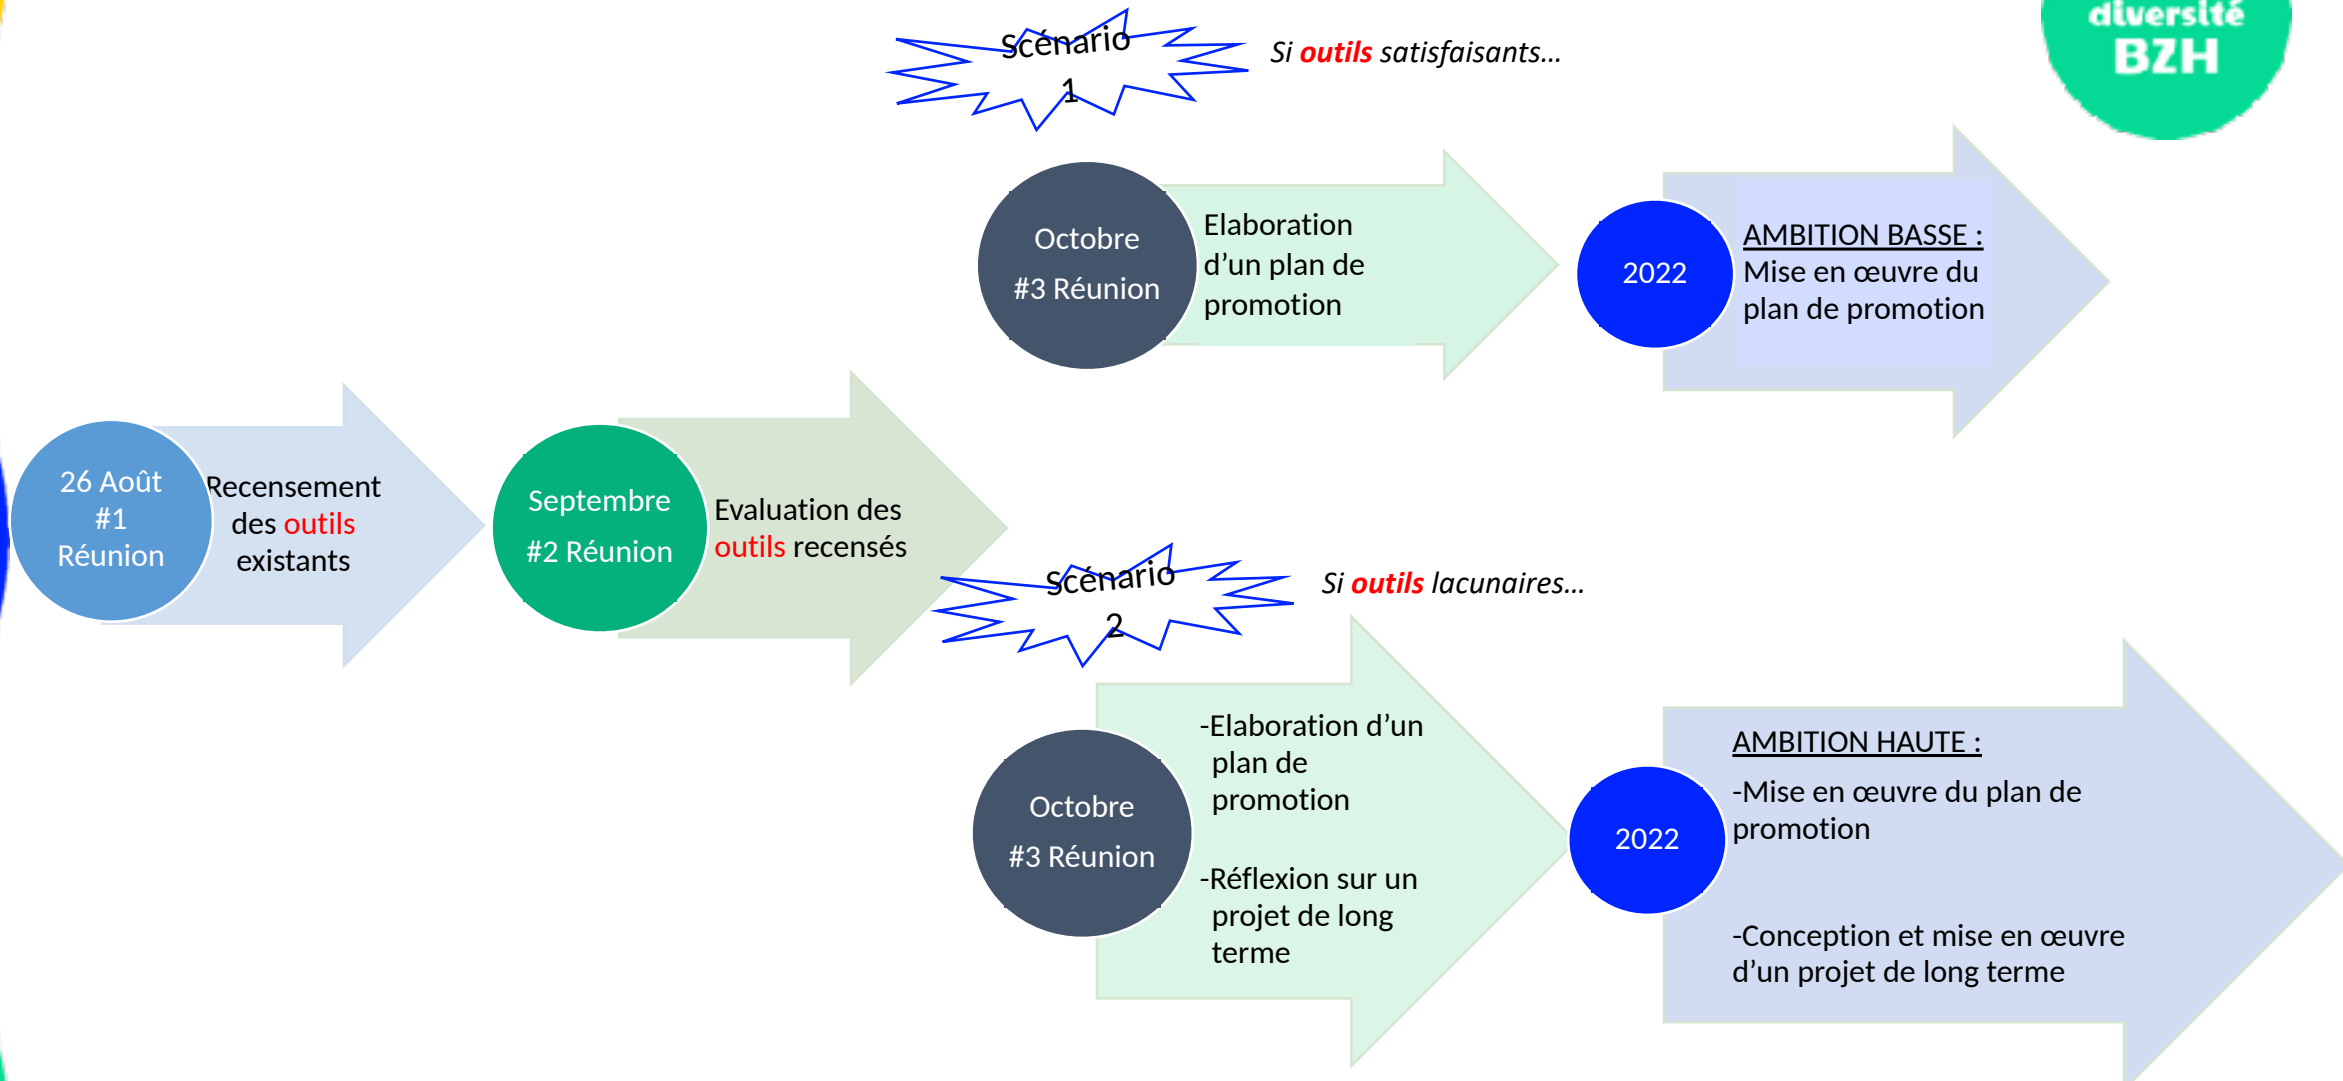 diversité
BZH
Scénario
1
Si outils satisfaisants...
Octobre
#3 Réunion
Elaboration
d’un plan de
promotion
2022
AMBITION BASSE :
Mise en œuvre du
plan de promotion
26 Août
#1
Réunion
Recensement
des outils
existants
Septembre
#2 Réunion
Evaluation des
outils recensés
Scénario
2
Si outils lacunaires...
Octobre
#3 Réunion
-Elaboration d’un
plan de
promotion
-Réflexion sur un
projet de long
terme
2022
AMBITION HAUTE :
-Mise en œuvre du plan de
promotion
-Conception et mise en œuvre
d’un projet de long terme